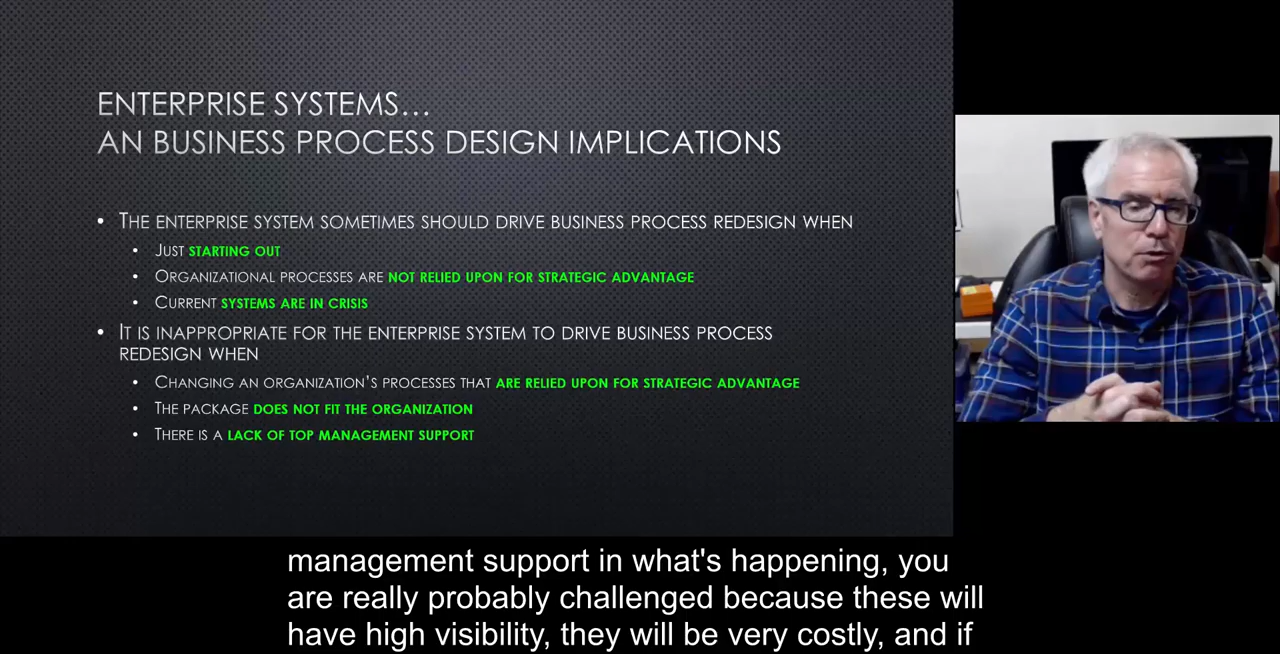 ENTERPRISE SYSTEMS…
AN BUSINESS PROCESS DESIGN IMPLICATIONS
• THE ENTERPRISE SYSTEM SOMETIMES SHOULD DRIVE BUSINESS PROCESS REDESIGN WHEN
• JUST STARTING OUT
• ORGANIZATIONAL PROCESSES ARE NOT RELIED UPON FOR STRATEGIC ADVANTAGE
• CURRENT SYSTEMS ARE IN CRISIS
• IT IS INAPPROPRIATE FOR THE ENTERPRISE SYSTEM TO DRIVE BUSINESS PROCESS
REDESIGN WHEN
• CHANGING AN ORGANIZATION'S PROCESSES THAT ARE RELIED UPON FOR STRATEGIC ADVANTAGE
• THE PACKAGE DOES NOT FIT THE ORGANIZATION
• THERE IS A LACK OF TOP MANAGEMENT SUPPORT
management support in what's happening, you
are really probably challenged because these will
have high visibility, they will be very costly, and if